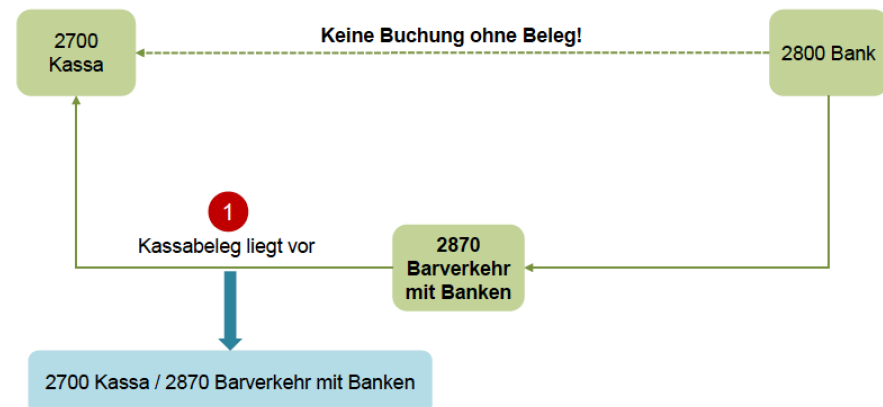 Keine Buchung ohne Beleg!
2700
Kassa
2800 Bank
1
Kassabeleg liegt vor
2870
Barverkehr
mit Banken
2700 Kassa / 2870 Barverkehr mit Banken